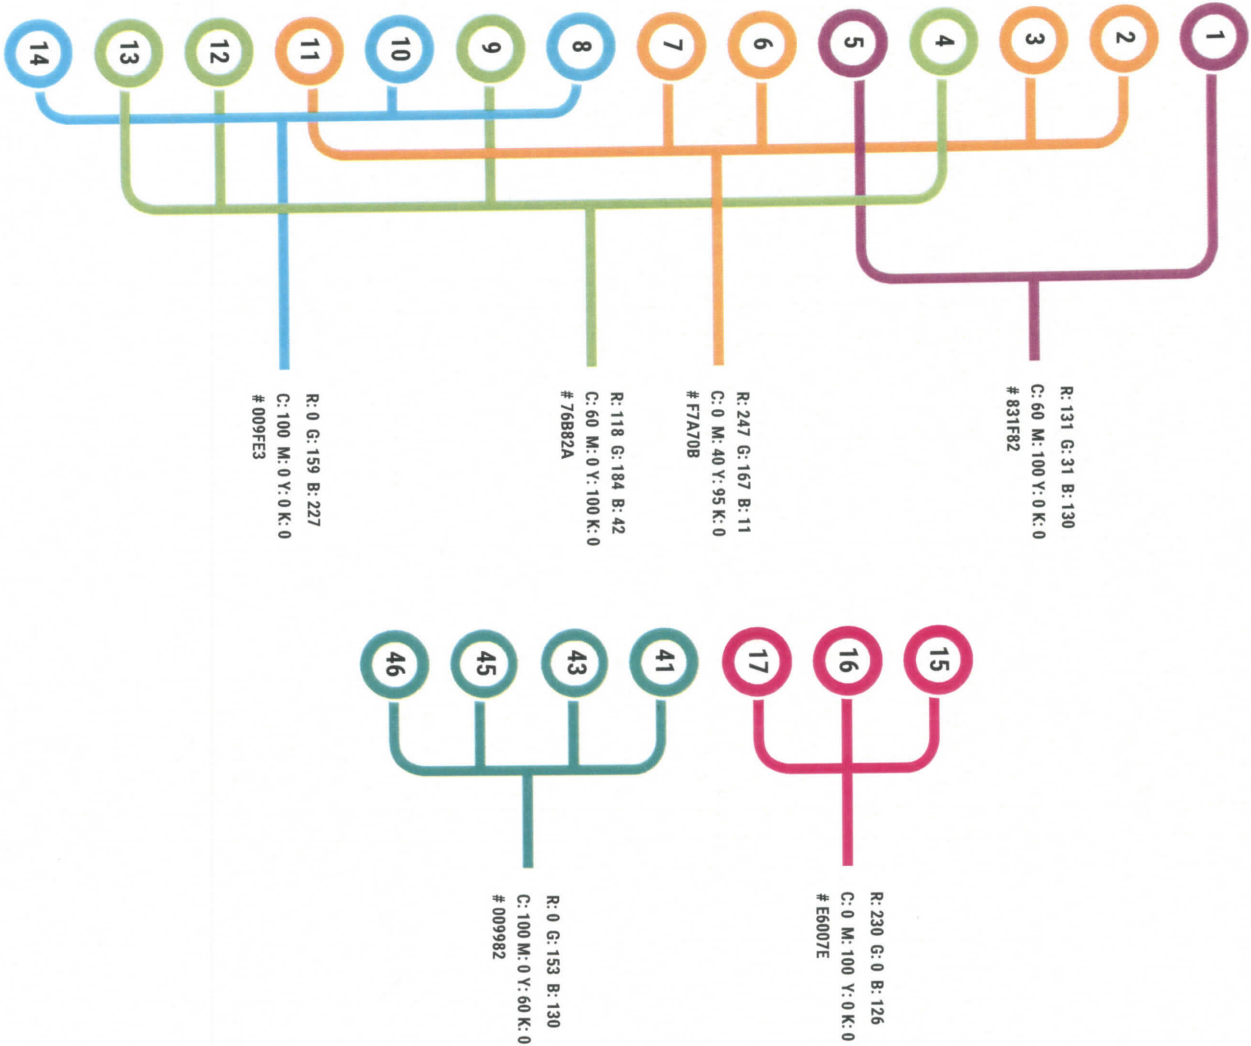 1
2
3
4
5
6
7
8
9
10
11
12
13
14
R: 131 G: 31 B: 130
C: 60 M: 100 Y: 0 K: 0
# 831F82
R: 247 G: 167 B: 11
C: 0 M: 40 Y: 95 K: 0
# F7A70B
R: 118 G: 184 B: 42
C: 60 M: 0 Y: 100 K: 0
# 76B82A
R: 0 G: 159 B: 227
C: 100 M: 0 Y: 0 K: 0
# 009FE3
15
16
17
41
43
45
46
R: 230 G: 0 B: 126
C: 0 M: 100 Y: 0 K: 0
# E6007E
R: 0 G: 153 B: 130
C: 100 M: 0 Y: 60 K: 0
# 009982